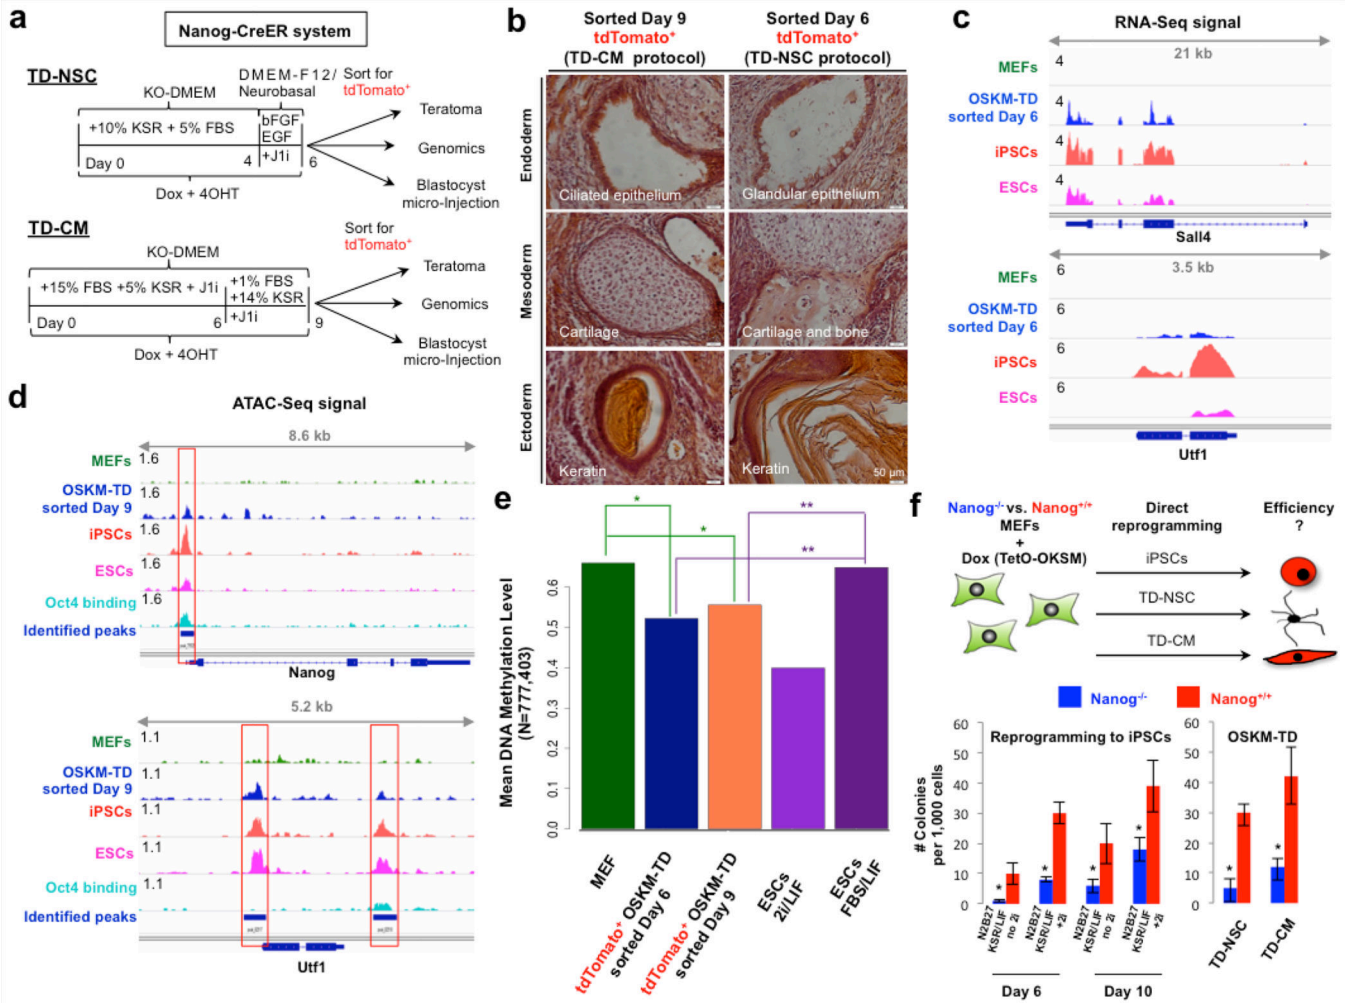 a
Nanog-CreER system
TD-NSC
KO-DMEM
DMEM-F12/
Neurobasal
Sort for
tdTomato+
+10% KSR + 5% FBS
bFGF
EGF
+J1i
Day 0
4
6
Dox + 4OHT
Teratoma
Genomics
Blastocyst
micro-Injection
TD-CM
KO-DMEM
Sort for
tdTomato+
+15% FBS +5% KSR + J1i
+1% FBS
+14% KSR
+J1i
Day 0
6
9
Dox + 4OHT
Teratoma
Genomics
Blastocyst
micro-Injection
b
Sorted Day 9
tdTomato+
(TD-CM protocol)
Sorted Day 6
tdTomato+
(TD-NSC protocol)
Endoderm
Ciliated epithelium
Glandular epithelium
Mesoderm
Cartilage
Cartilage and bone
Ectoderm
Keratin
Keratin
50 μm
c
RNA-Seq signal
21 kb
MEFs
4
OSKM-TD
sorted Day 6
4
iPSCs
4
ESCs
4
Sall4
3.5 kb
MEFs
6
OSKM-TD
sorted Day 6
6
iPSCs
6
ESCs
6
Utf1
d
ATAC-Seq signal
8.6 kb
MEFs
1.6
OSKM-TD
sorted Day 9
1.6
iPSCs
1.6
ESCs
1.6
Oct4 binding
1.6
Identified peaks
Nanog
5.2 kb
MEFs
1.1
OSKM-TD
sorted Day 9
1.1
iPSCs
1.1
ESCs
1.1
Oct4 binding
1.1
Identified peaks
Utf1
e
Mean DNA Methylation Level
(N=777,403)
0.0
0.1
0.2
0.3
0.4
0.5
0.6
*
*
**
**
MEF
tdTomato+ OSKM-TD
sorted Day 6
tdTomato+ OSKM-TD
sorted Day 9
ESCs
2i/LIF
ESCs
FBS/LIF
f
Nanog-/- vs. Nanog+/+
MEFs
+
Dox (TetO-OKSM)
Direct
reprogramming
Efficiency
?
iPSCs
TD-NSC
TD-CM
Nanog-/-
Nanog+/+
Reprogramming to iPSCs
# Colonies
per 1,000 cells
60
50
40
30
20
10
0
*
*
*
*
N2B27
KSR/LIF
no 2i
N2B27
KSR/LIF
+2i
N2B27
KSR/LIF
no 2i
N2B27
KSR/LIF
+2i
Day 6
Day 10
OSKM-TD
60
50
40
30
20
10
0
*
*
TD-NSC
TD-CM